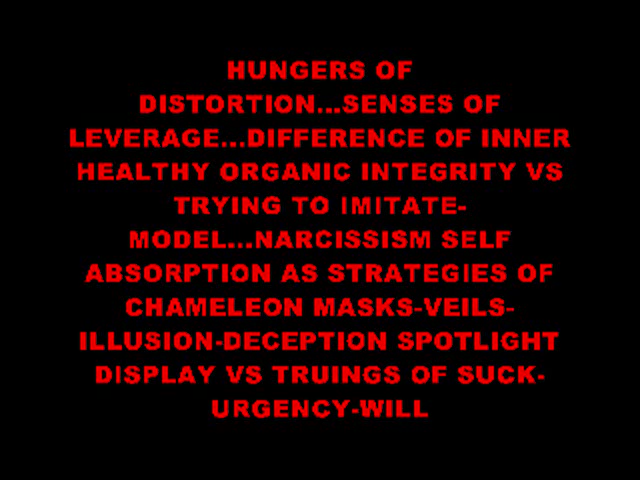 HUNGERS OF
DISTORTION...SENSES OF
LEVERAGE...DIFFERENCE OF INNER
HEALTHY ORGANIC INTEGRITY VS
TRYING TO IMITATE-
MODEL...NARCISSISM SELF
ABSORPTION AS STRATEGIES OF
CHAMELEON MASKS-VEILS-
ILLUSION-DECEPTION SPOTLIGHT
DISPLAY VS TRUINGS OF SUCK-
URGENCY-WILL